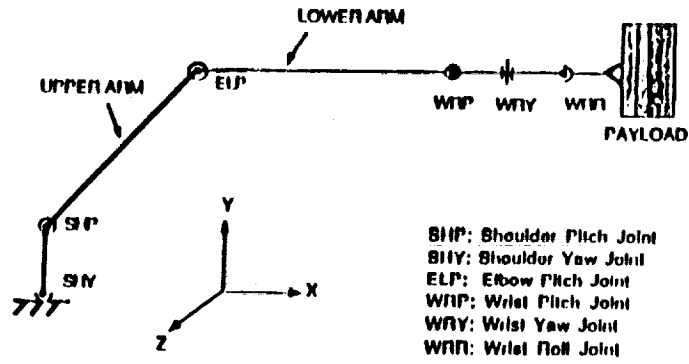 LOWER ARM
UPPER ARM
ELP
WRP WRY WRR
PAYLOAD
SHP
SHY
Y
X
Z
SHP: Shoulder Pitch Joint
SHY: Shoulder Yaw Joint
ELP: Elbow Pitch Joint
WRP: Wrist Pitch Joint
WRY: Wrist Yaw Joint
WRR: Wrist Roll Joint